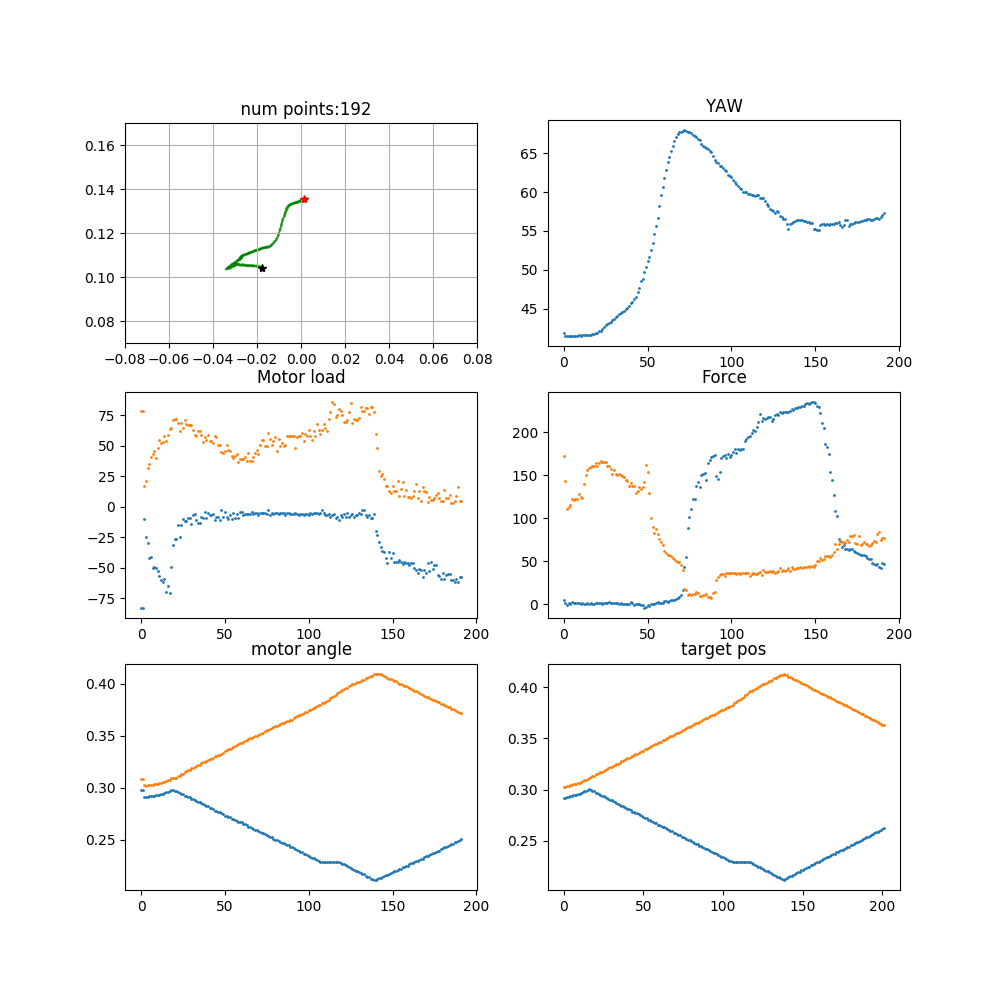 num points:192
YAW
0.16
0.14
0.12
0.10
0.08
−0.08 −0.06 −0.04 −0.02 0.00 0.02 0.04 0.06 0.08
65
60
55
50
45
0 50 100 150 200
Motor load
Force
75
50
25
0
−25
−50
−75
0 50 100 150 200
200
150
100
50
0
0 50 100 150 200
motor angle
target pos
0.40
0.35
0.30
0.25
0 50 100 150 200
0.40
0.35
0.30
0.25
0 50 100 150 200